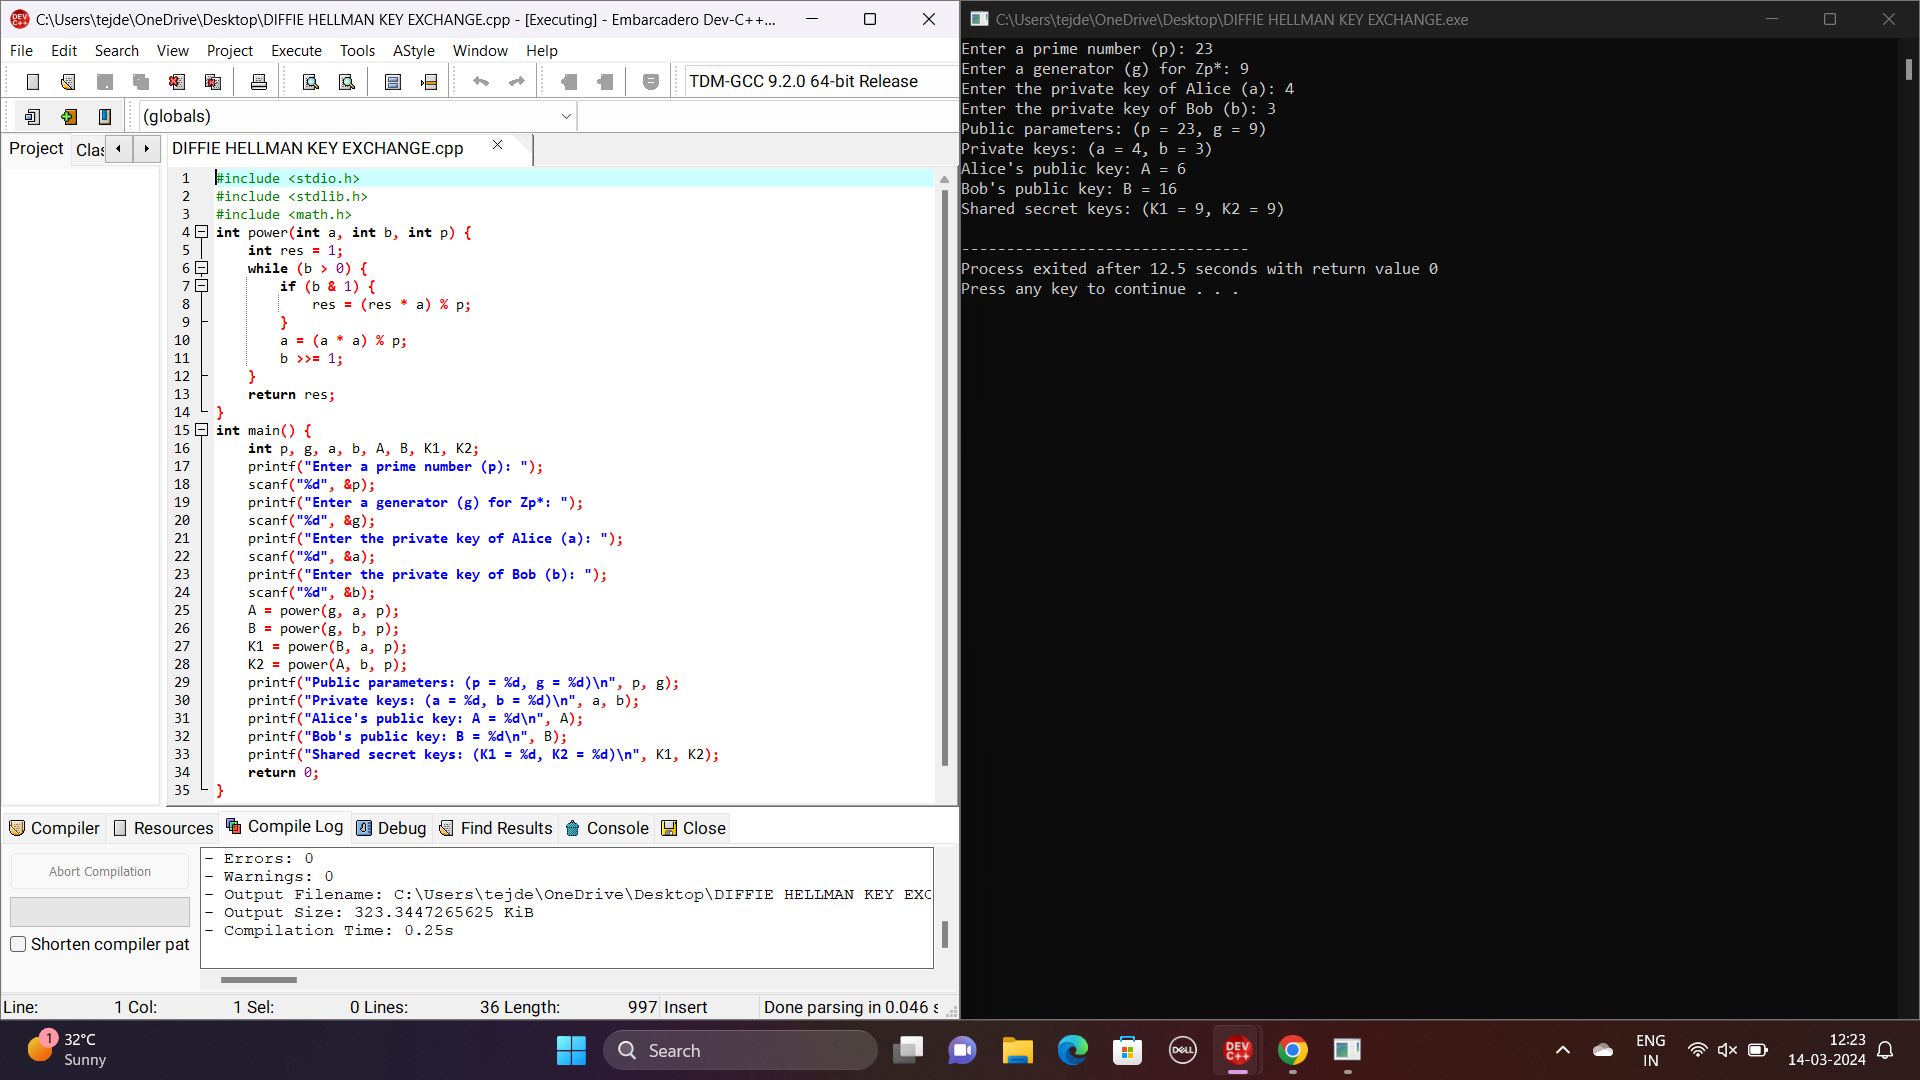 C:\Users\tejde\OneDrive\Desktop\DIFFIE HELLMAN KEY EXCHANGE.cpp - [Executing] - Embarcadero Dev-C++...
File Edit Search View Project Execute Tools AStyle Window Help
TDM-GCC 9.2.0 64-bit Release
(globals)
Project Clas
DIFFIE HELLMAN KEY EXCHANGE.cpp
1 #include <stdio.h>
2 #include <stdlib.h>
3 #include <math.h>
4 int power(int a, int b, int p) {
5 int res = 1;
6 while (b > 0) {
7 if (b & 1) {
8 res = (res * a) % p;
9 }
10 a = (a * a) % p;
11 b >>= 1;
12 }
13 return res;
14 }
15 int main() {
16 int p, g, a, b, A, B, K1, K2;
17 printf("Enter a prime number (p): ");
18 scanf("%d", &p);
19 printf("Enter a generator (g) for Zp*: ");
20 scanf("%d", &g);
21 printf("Enter the private key of Alice (a): ");
22 scanf("%d", &a);
23 printf("Enter the private key of Bob (b): ");
24 scanf("%d", &b);
25 A = power(g, a, p);
26 B = power(g, b, p);
27 K1 = power(B, a, p);
28 K2 = power(A, b, p);
29 printf("Public parameters: (p = %d, g = %d)\n", p, g);
30 printf("Private keys: (a = %d, b = %d)\n", a, b);
31 printf("Alice's public key: A = %d\n", A);
32 printf("Bob's public key: B = %d\n", B);
33 printf("Shared secret keys: (K1 = %d, K2 = %d)\n", K1, K2);
34 return 0;
35 }
Compiler Resources Compile Log Debug Find Results Console Close
Abort Compilation
Shorten compiler pat
- Errors: 0
- Warnings: 0
- Output Filename: C:\Users\tejde\OneDrive\Desktop\DIFFIE HELLMAN KEY EXC
- Output Size: 323.3447265625 KiB
- Compilation Time: 0.25s
Line: 1 Col: 1 Sel: 0 Lines: 36 Length: 997 Insert Done parsing in 0.046 s
C:\Users\tejde\OneDrive\Desktop\DIFFIE HELLMAN KEY EXCHANGE.exe
Enter a prime number (p): 23
Enter a generator (g) for Zp*: 9
Enter the private key of Alice (a): 4
Enter the private key of Bob (b): 3
Public parameters: (p = 23, g = 9)
Private keys: (a = 4, b = 3)
Alice's public key: A = 6
Bob's public key: B = 16
Shared secret keys: (K1 = 9, K2 = 9)
--------------------------------
Process exited after 12.5 seconds with return value 0
Press any key to continue . . .
1
32°C
Sunny
Search
DELL
DEV
C++
ENG
IN
12:23
14-03-2024